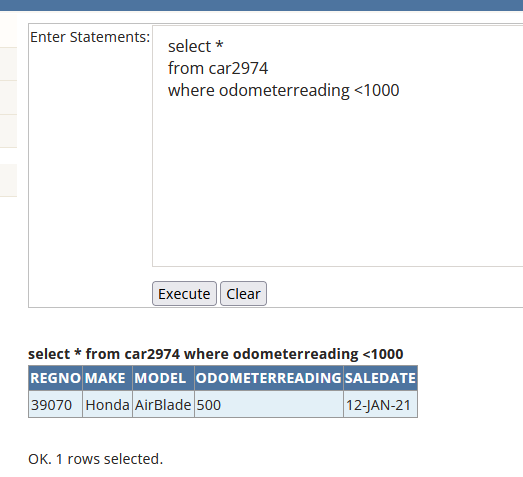 Enter Statements:
select *
from car2974
where odometerreading <1000
Execute Clear
select * from car2974 where odometerreading <1000
REGNO MAKE MODEL ODOMETERREADING SALEDATE
39070 Honda AirBlade 500 12-JAN-21
OK. 1 rows selected.